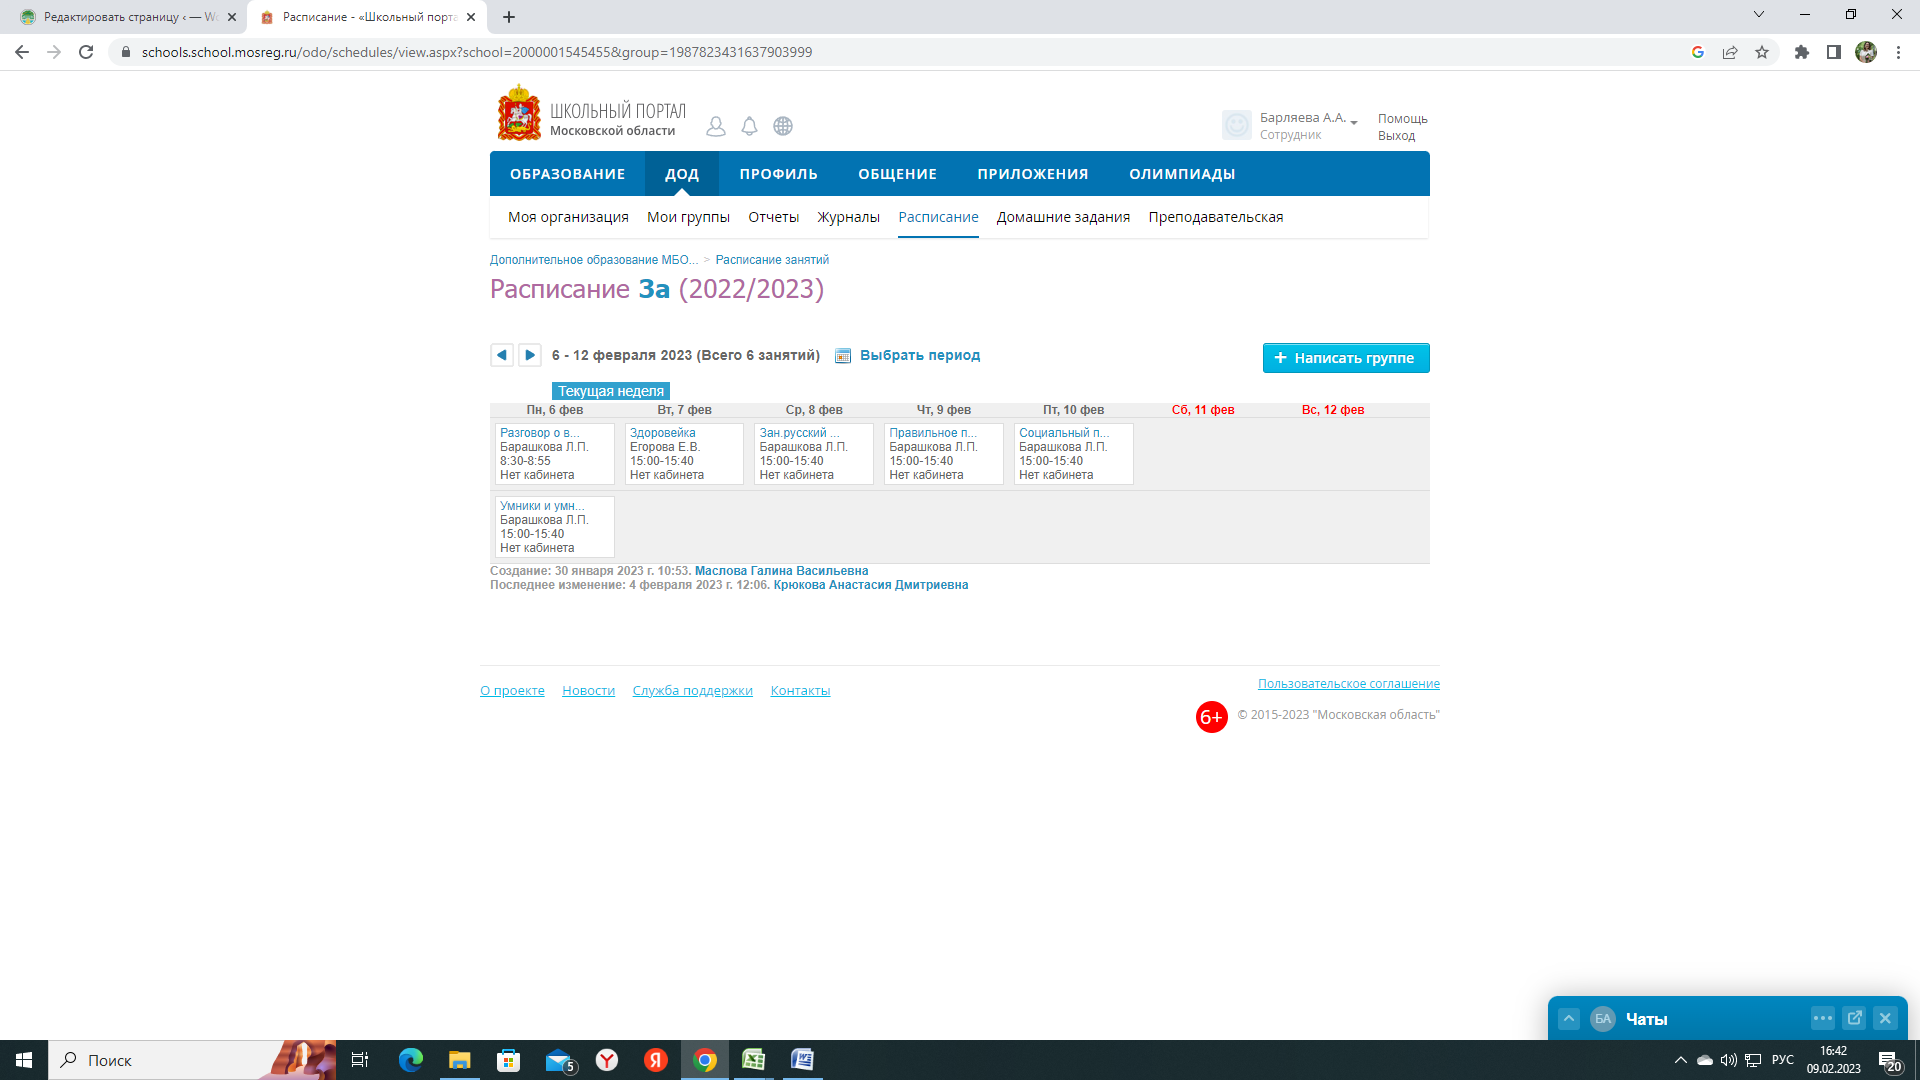 Редактировать страницу ‹ — Wo
Расписание - «Школьный порта
schools.school.mosreg.ru/odo/schedules/view.aspx?school=2000001545455&group=1987823431637903999
ШКОЛЬНЫЙ ПОРТАЛ
Московской области
Барляева А.А.
Сотрудник
Помощь
Выход
ОБРАЗОВАНИЕ ДОД ПРОФИЛЬ ОБЩЕНИЕ ПРИЛОЖЕНИЯ ОЛИМПИАДЫ
Моя организация Мои группы Отчеты Журналы Расписание Домашние задания Преподавательская
Дополнительное образование МБО... > Расписание занятий
Расписание 3а (2022/2023)
6 - 12 февраля 2023 (Всего 6 занятий) Выбрать период
+ Написать группе
Текущая неделя
Пн, 6 фев Вт, 7 фев Ср, 8 фев Чт, 9 фев Пт, 10 фев Сб, 11 фев Вс, 12 фев
Разговор о в...
Барашкова Л.П.
8:30-8:55
Нет кабинета
Здоровейка
Егорова Е.В.
15:00-15:40
Нет кабинета
Зан.русский ...
Барашкова Л.П.
15:00-15:40
Нет кабинета
Правильное п...
Барашкова Л.П.
15:00-15:40
Нет кабинета
Социальный п...
Барашкова Л.П.
15:00-15:40
Нет кабинета
Умники и умн...
Барашкова Л.П.
15:00-15:40
Нет кабинета
Создание: 30 января 2023 г. 10:53. Маслова Галина Васильевна
Последнее изменение: 4 февраля 2023 г. 12:06. Крюкова Анастасия Дмитриевна
О проекте Новости Служба поддержки Контакты
Пользовательское соглашение
6+ © 2015-2023 "Московская область"
БА Чаты
Поиск
5
РУС
16:42
09.02.2023
20